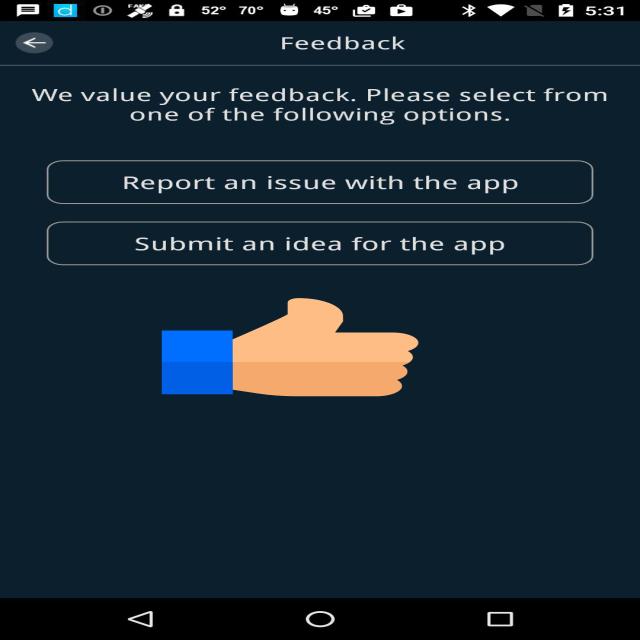 52° 70° 45° 5:31
Feedback
We value your feedback. Please select from
one of the following options.
Report an issue with the app
Submit an idea for the app